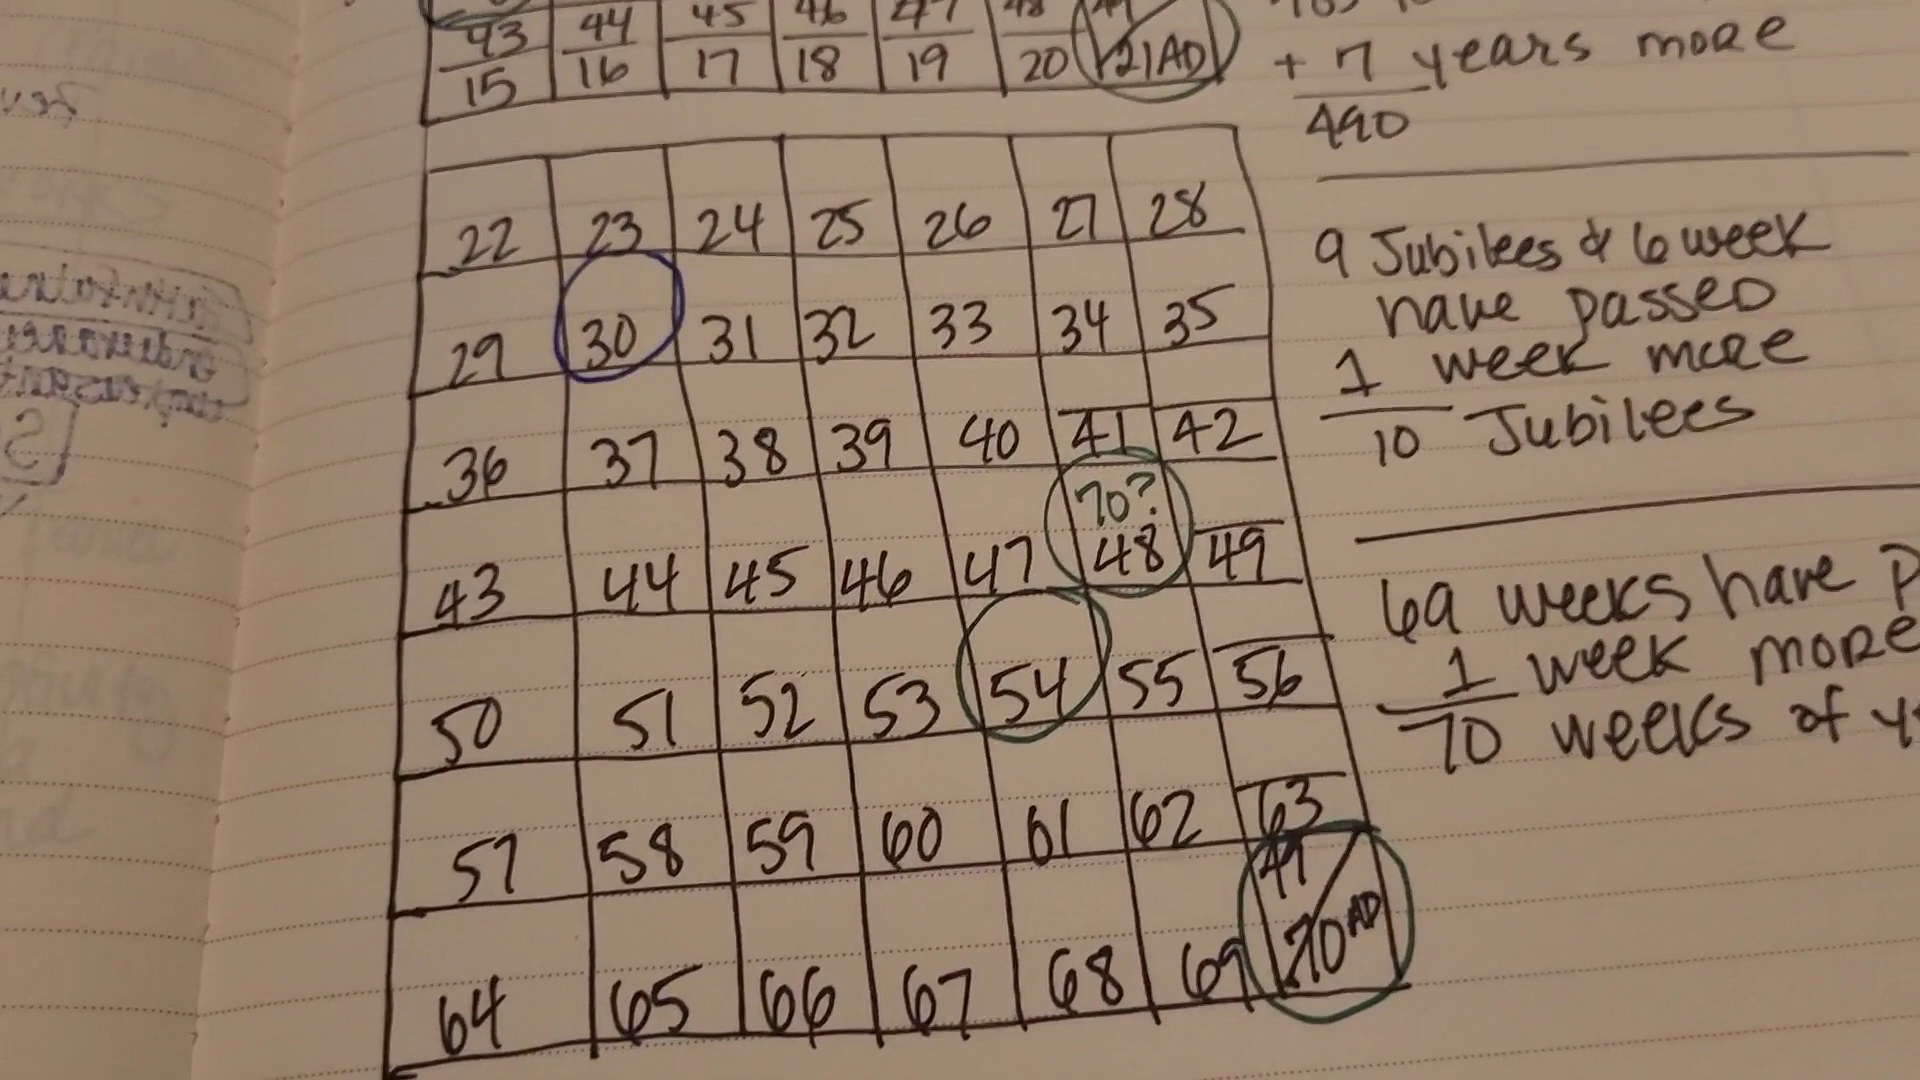 43 44 45 46 47 48 49
15 16 17 18 19 20 21AD
+ 7 years more
490
22 23 24 25 26 27 28
29 30 31 32 33 34 35
36 37 38 39 40 41 42
70?
43 44 45 46 47 48 49
50 51 52 53 54 55 56
57 58 59 60 61 62 63
49
64 65 66 67 68 69 70AD
9 Jubilees & 6 week
have passed
1 week more
10 Jubilees
69 weeks have p
1 week more
70 weeks of y